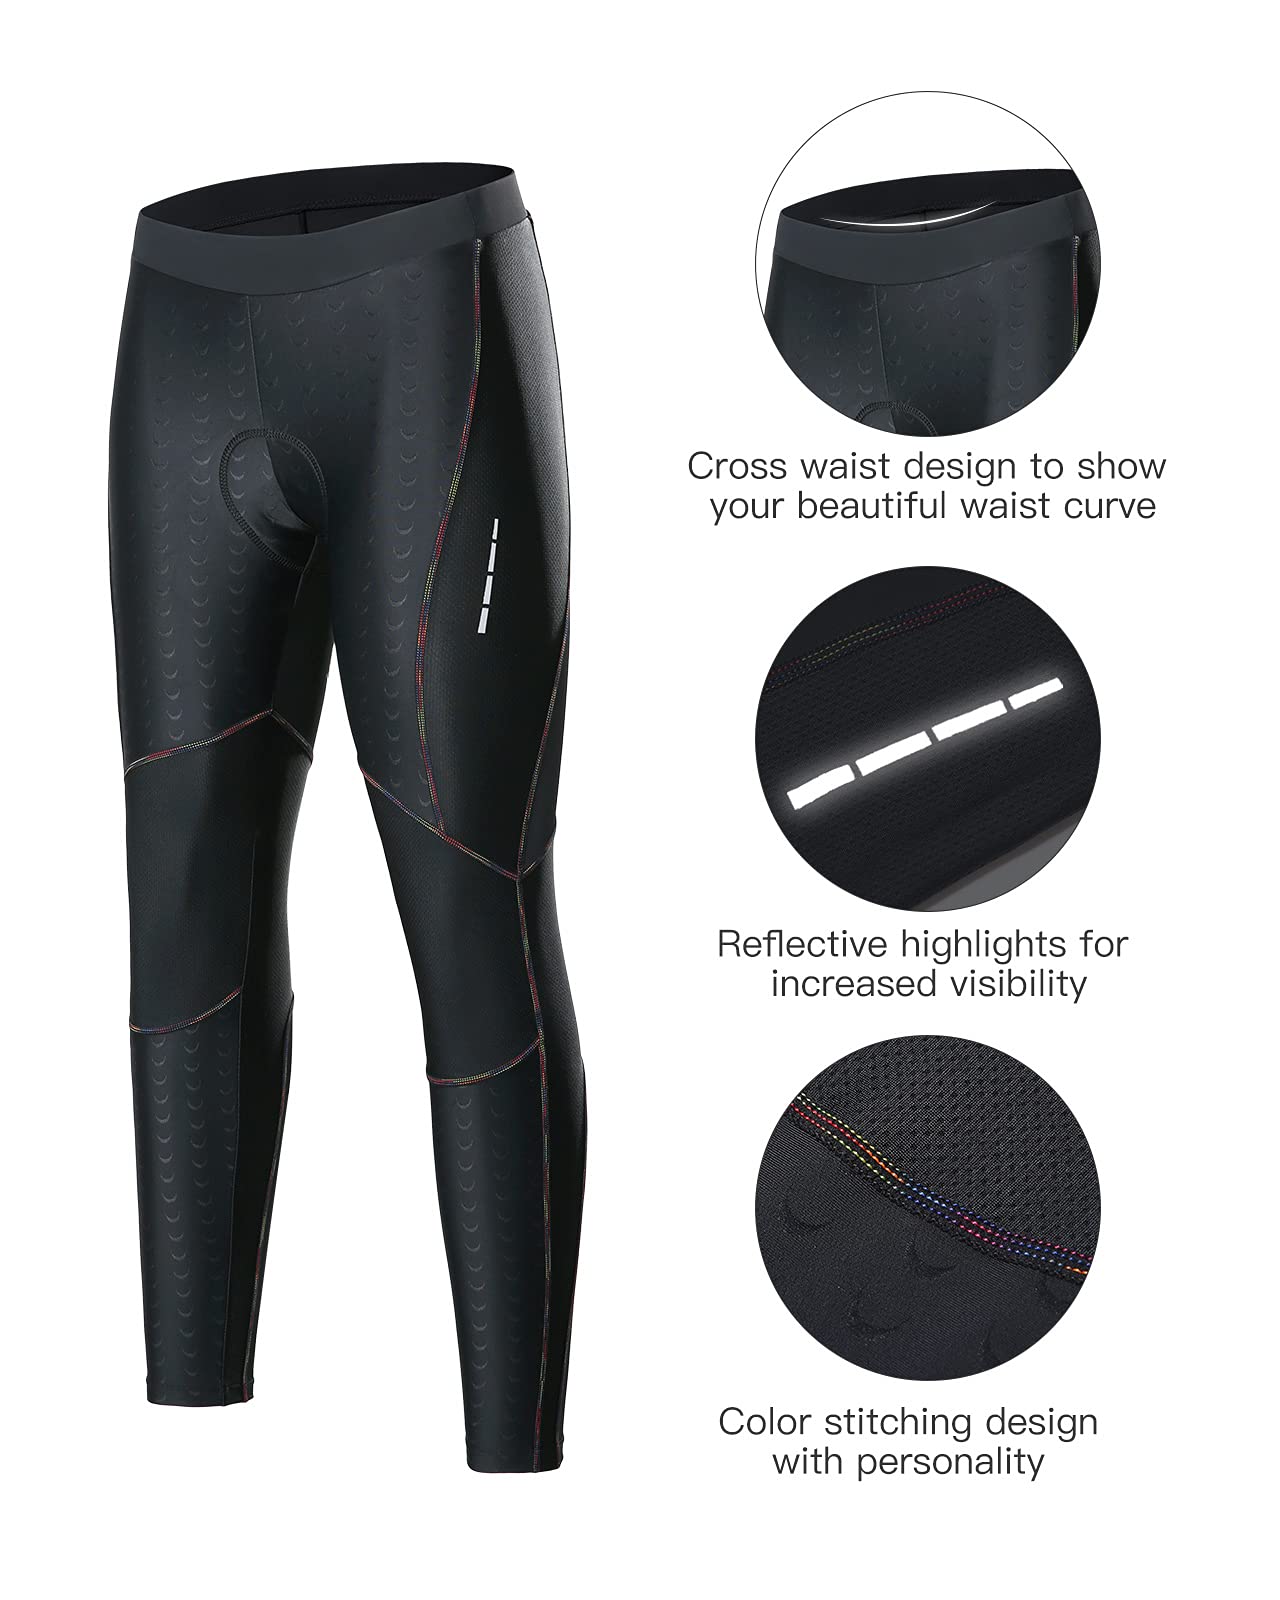 Cross waist design to show
your beautiful waist curve
Reflective highlights for
increased visibility
Color stitching design
with personality